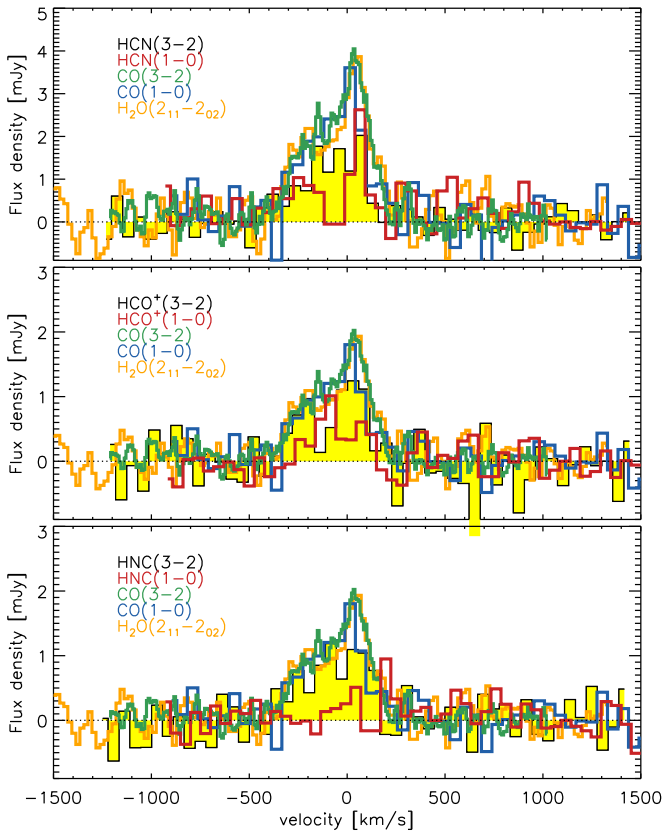 5
4
3
2
1
0
Flux density [mJy]
HCN(3−2)
HCN(1−0)
CO(3−2)
CO(1−0)
H₂O(2₁₁−2₀₂)
3
2
1
0
Flux density [mJy]
HCO⁺(3−2)
HCO⁺(1−0)
CO(3−2)
CO(1−0)
H₂O(2₁₁−2₀₂)
3
2
1
0
Flux density [mJy]
HNC(3−2)
HNC(1−0)
CO(3−2)
CO(1−0)
H₂O(2₁₁−2₀₂)
−1500 −1000 −500 0 500 1000 1500
velocity [km/s]